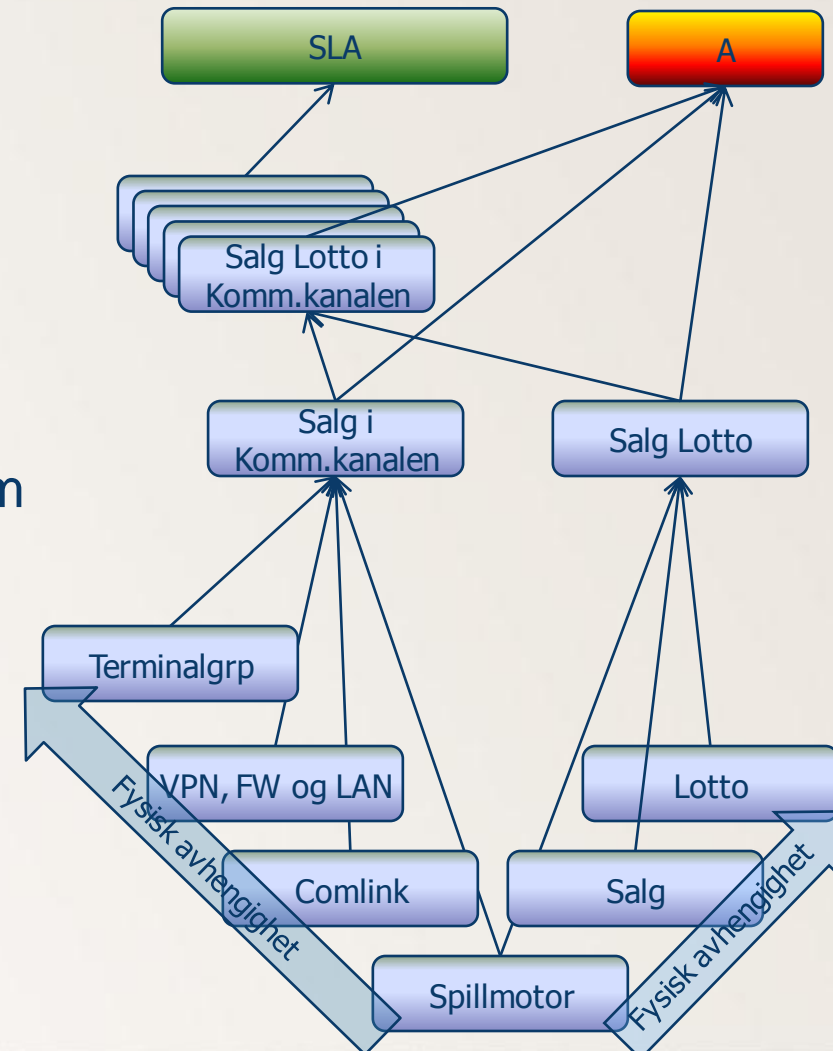 SLA
A
Salg Lotto i
Komm.kanalen
Salg i
Komm.kanalen
Salg Lotto
m
Terminalgrp
VPN, FW og LAN
Lotto
Fysisk avhengighet
Comlink
Salg
Fysisk avhengighet
Spillmotor